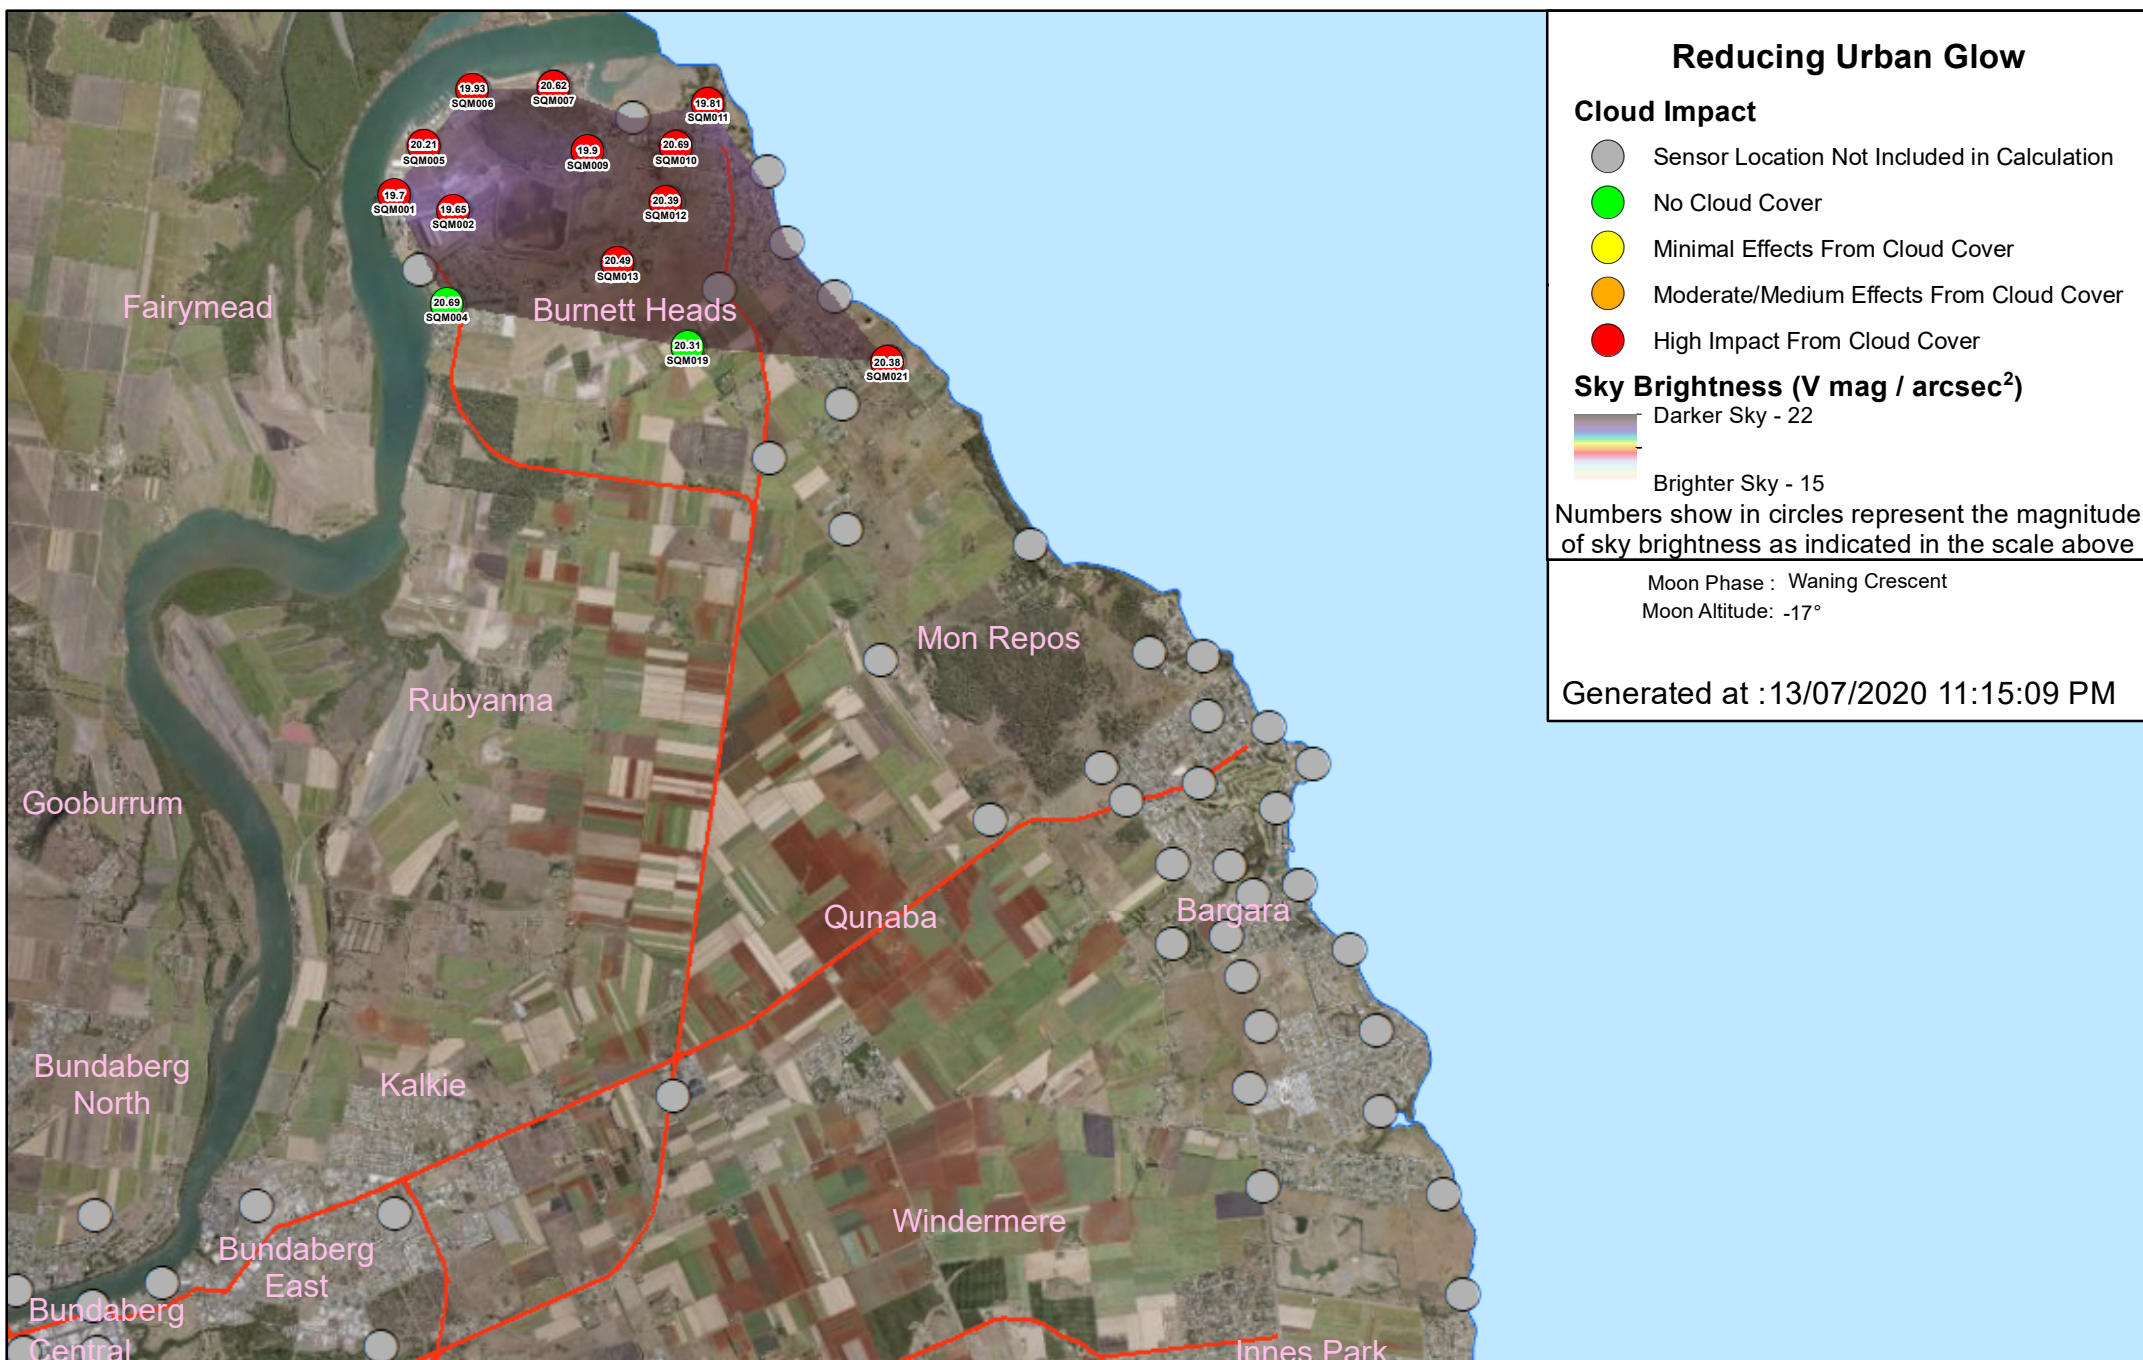 Reducing Urban Glow
Cloud Impact
Sensor Location Not Included in Calculation
No Cloud Cover
Minimal Effects From Cloud Cover
Moderate/Medium Effects From Cloud Cover
High Impact From Cloud Cover
Sky Brightness (V mag / arcsec²)
Darker Sky - 22
Brighter Sky - 15
Numbers show in circles represent the magnitude
of sky brightness as indicated in the scale above
Moon Phase : Waning Crescent
Moon Altitude: -17°
Generated at :13/07/2020 11:15:09 PM
19.93
SQM006
20.62
SQM007
19.81
SQM011
20.21
SQM005
19.9
SQM009
20.69
SQM010
19.7
SQM001
19.65
SQM002
20.39
SQM012
20.49
SQM013
20.69
SQM004
20.31
SQM019
20.38
SQM021
Fairymead
Burnett Heads
Mon Repos
Rubyanna
Gooburrum
Qunaba
Bargara
Bundaberg
North
Kalkie
Windermere
Bundaberg
East
Bundaberg
Central
Innes Park